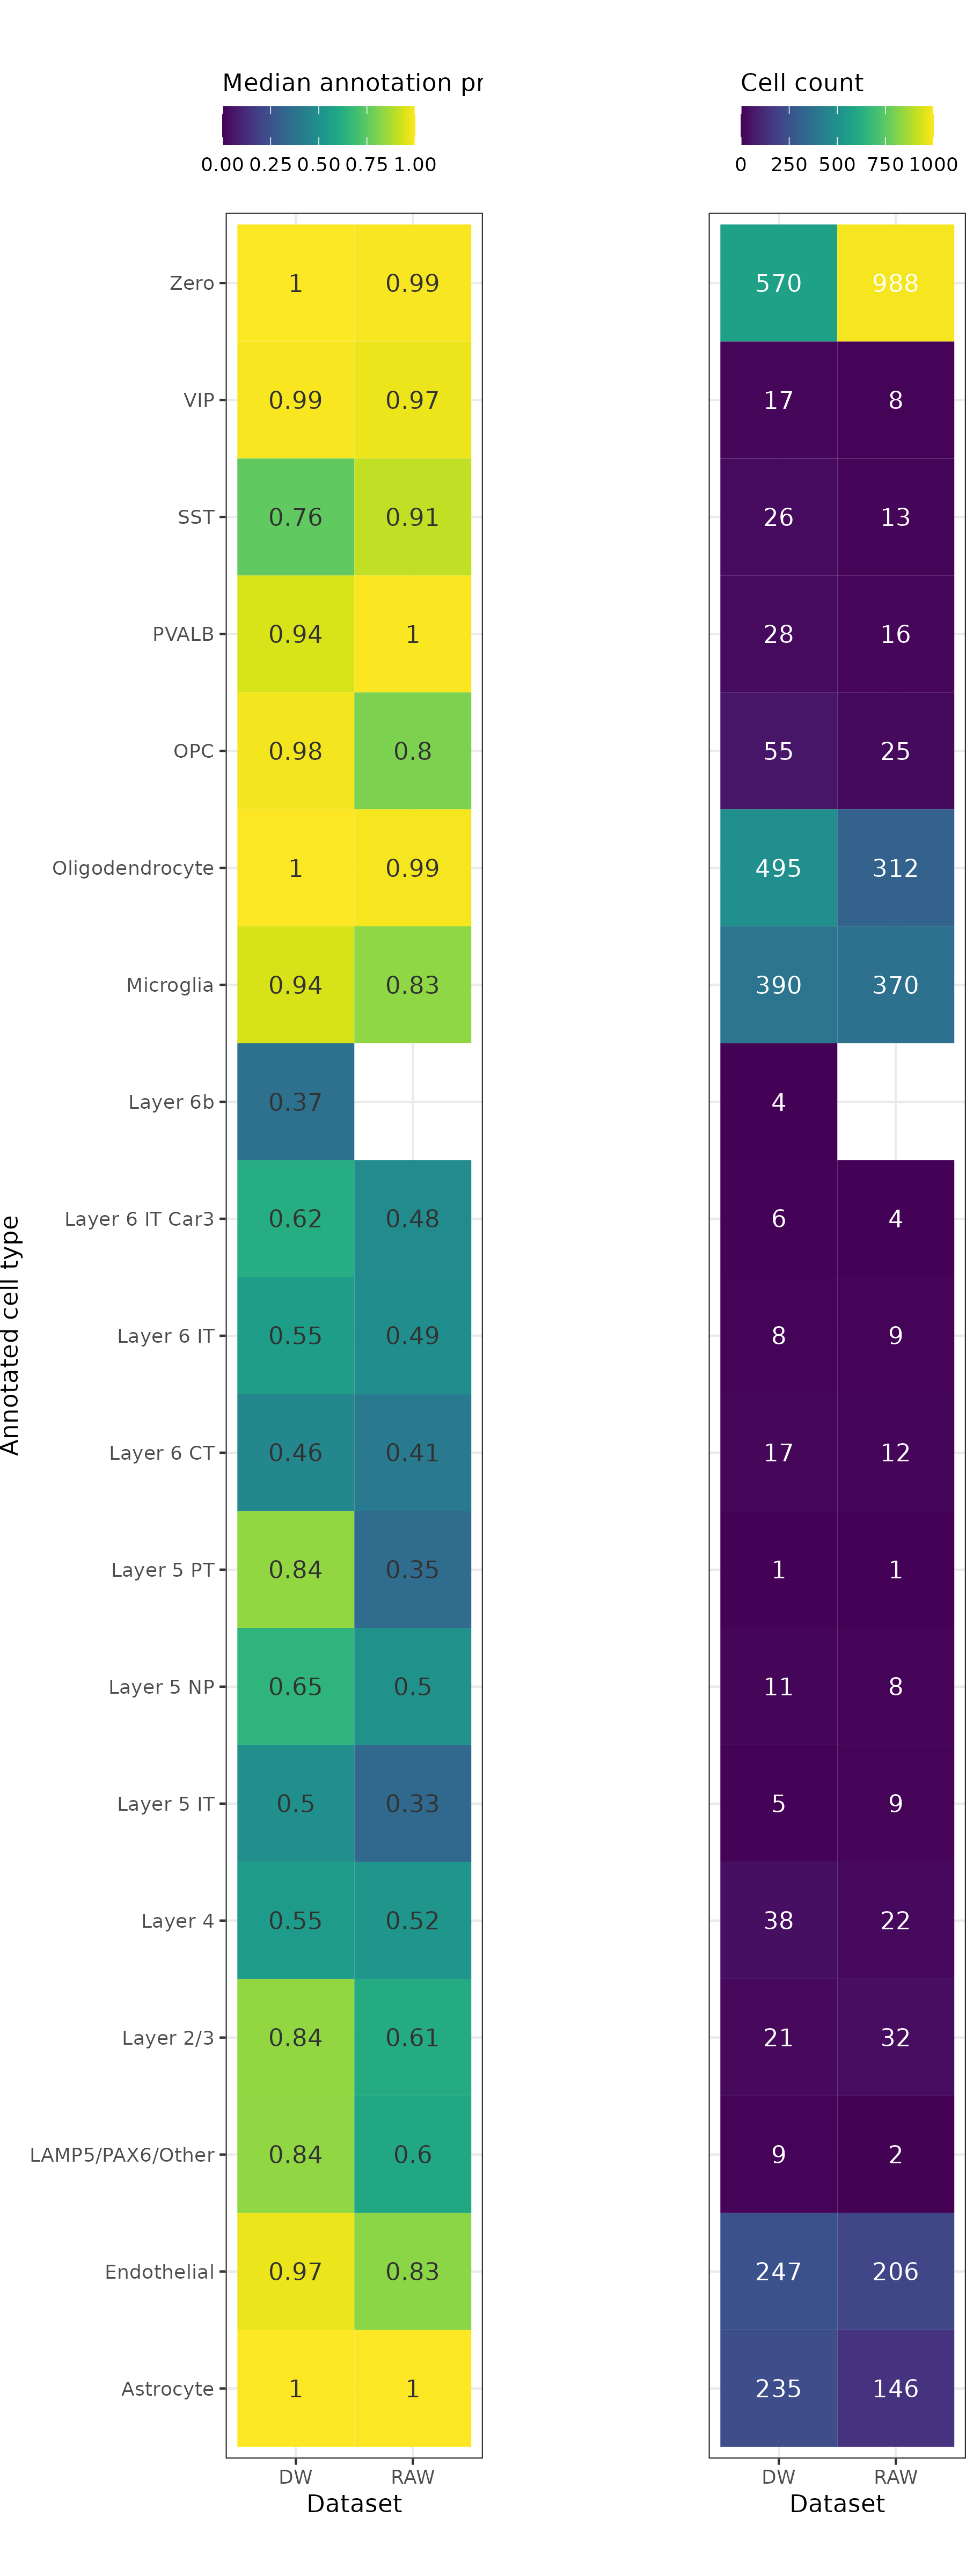 Median annotation pr
0.00 0.25 0.50 0.75 1.00
Cell count
0 250 500 750 1000
Annotated cell type
Zero 1 0.99 570 988
VIP 0.99 0.97 17 8
SST 0.76 0.91 26 13
PVALB 0.94 1 28 16
OPC 0.98 0.8 55 25
Oligodendrocyte 1 0.99 495 312
Microglia 0.94 0.83 390 370
Layer 6b 0.37 4
Layer 6 IT Car3 0.62 0.48 6 4
Layer 6 IT 0.55 0.49 8 9
Layer 6 CT 0.46 0.41 17 12
Layer 5 PT 0.84 0.35 1 1
Layer 5 NP 0.65 0.5 11 8
Layer 5 IT 0.5 0.33 5 9
Layer 4 0.55 0.52 38 22
Layer 2/3 0.84 0.61 21 32
LAMP5/PAX6/Other 0.84 0.6 9 2
Endothelial 0.97 0.83 247 206
Astrocyte 1 1 235 146
DW RAW DW RAW
Dataset Dataset